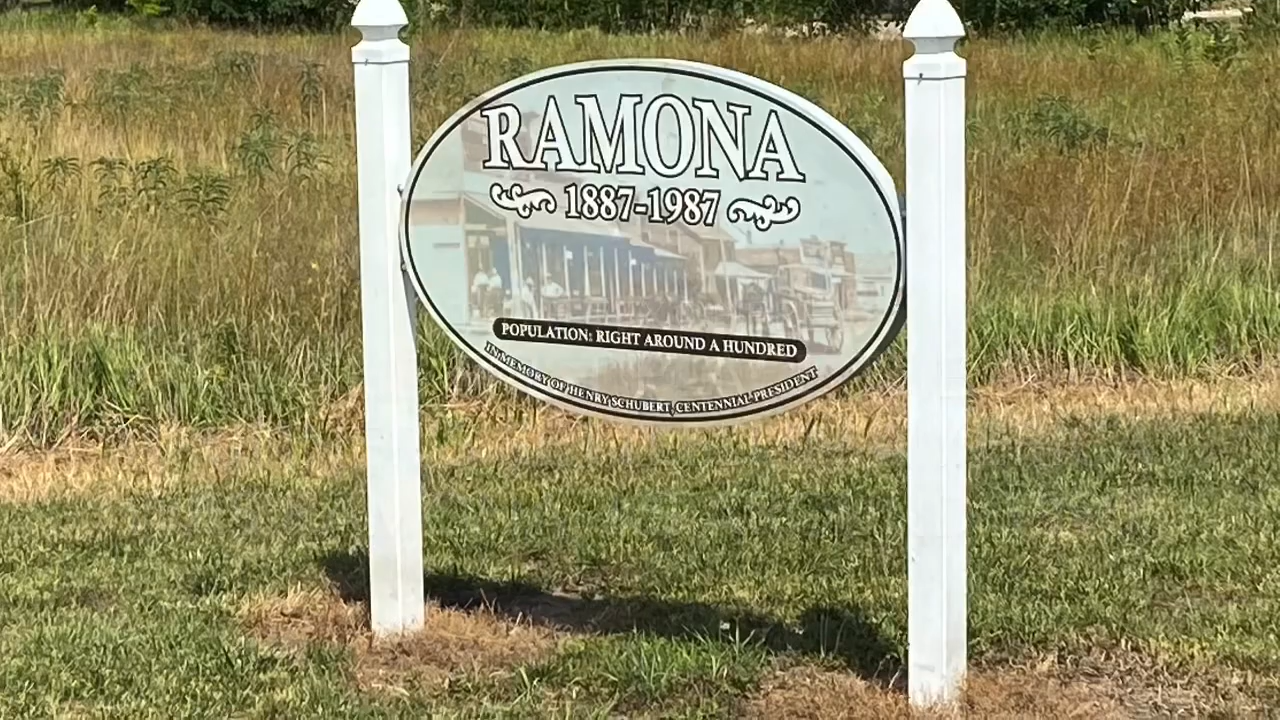 RAMONA
1887-1987
POPULATION: RIGHT AROUND A HUNDRED
IN MEMORY OF HENRY SCHUBERT, CENTENNIAL PRESIDENT